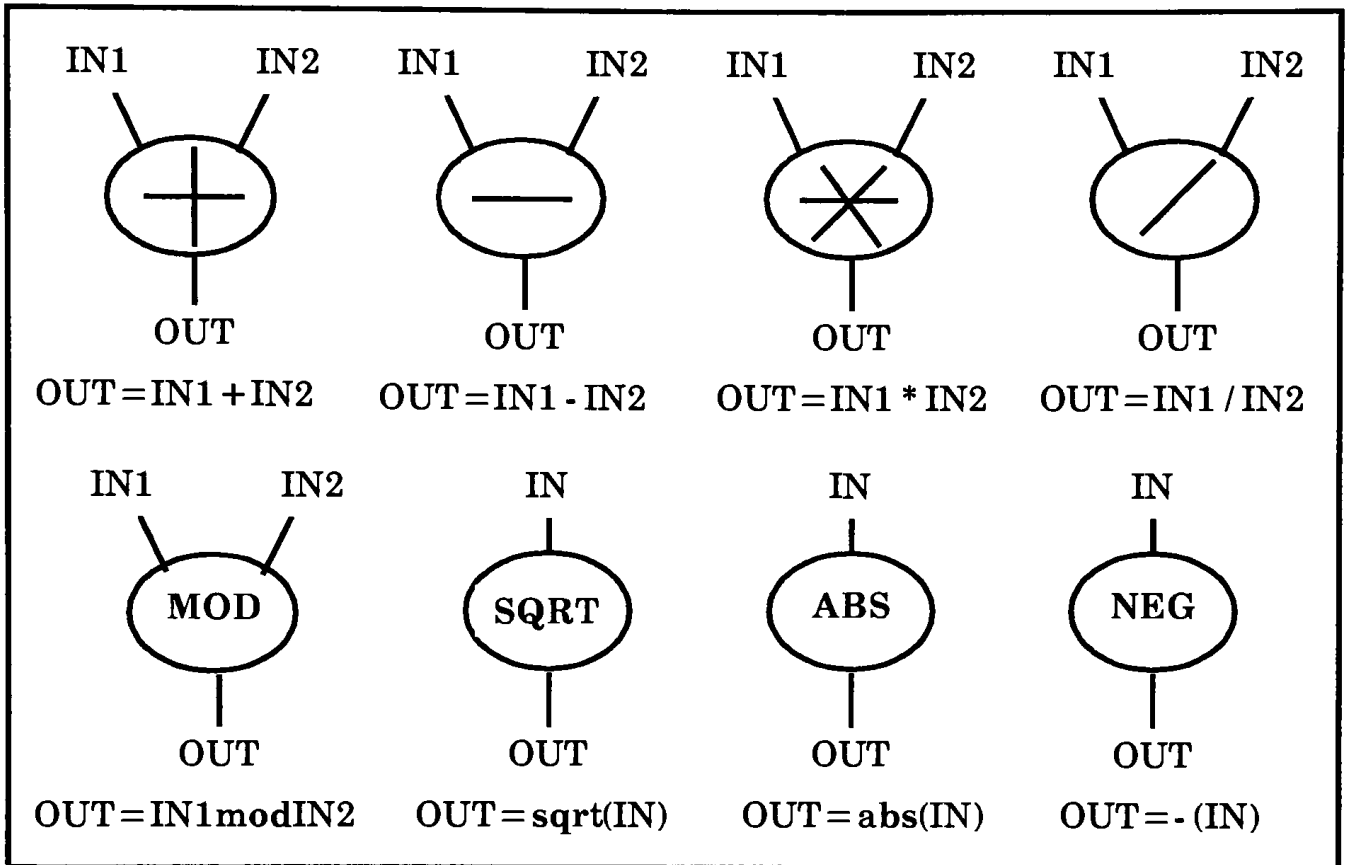 IN1 IN2 IN1 IN2 IN1 IN2 IN1 IN2
OUT OUT OUT OUT
OUT=IN1+IN2 OUT=IN1-IN2 OUT=IN1*IN2 OUT=IN1/IN2
IN1 IN2 IN IN IN
MOD SQRT ABS NEG
OUT OUT OUT OUT
OUT=IN1modIN2 OUT=sqrt(IN) OUT=abs(IN) OUT=-(IN)